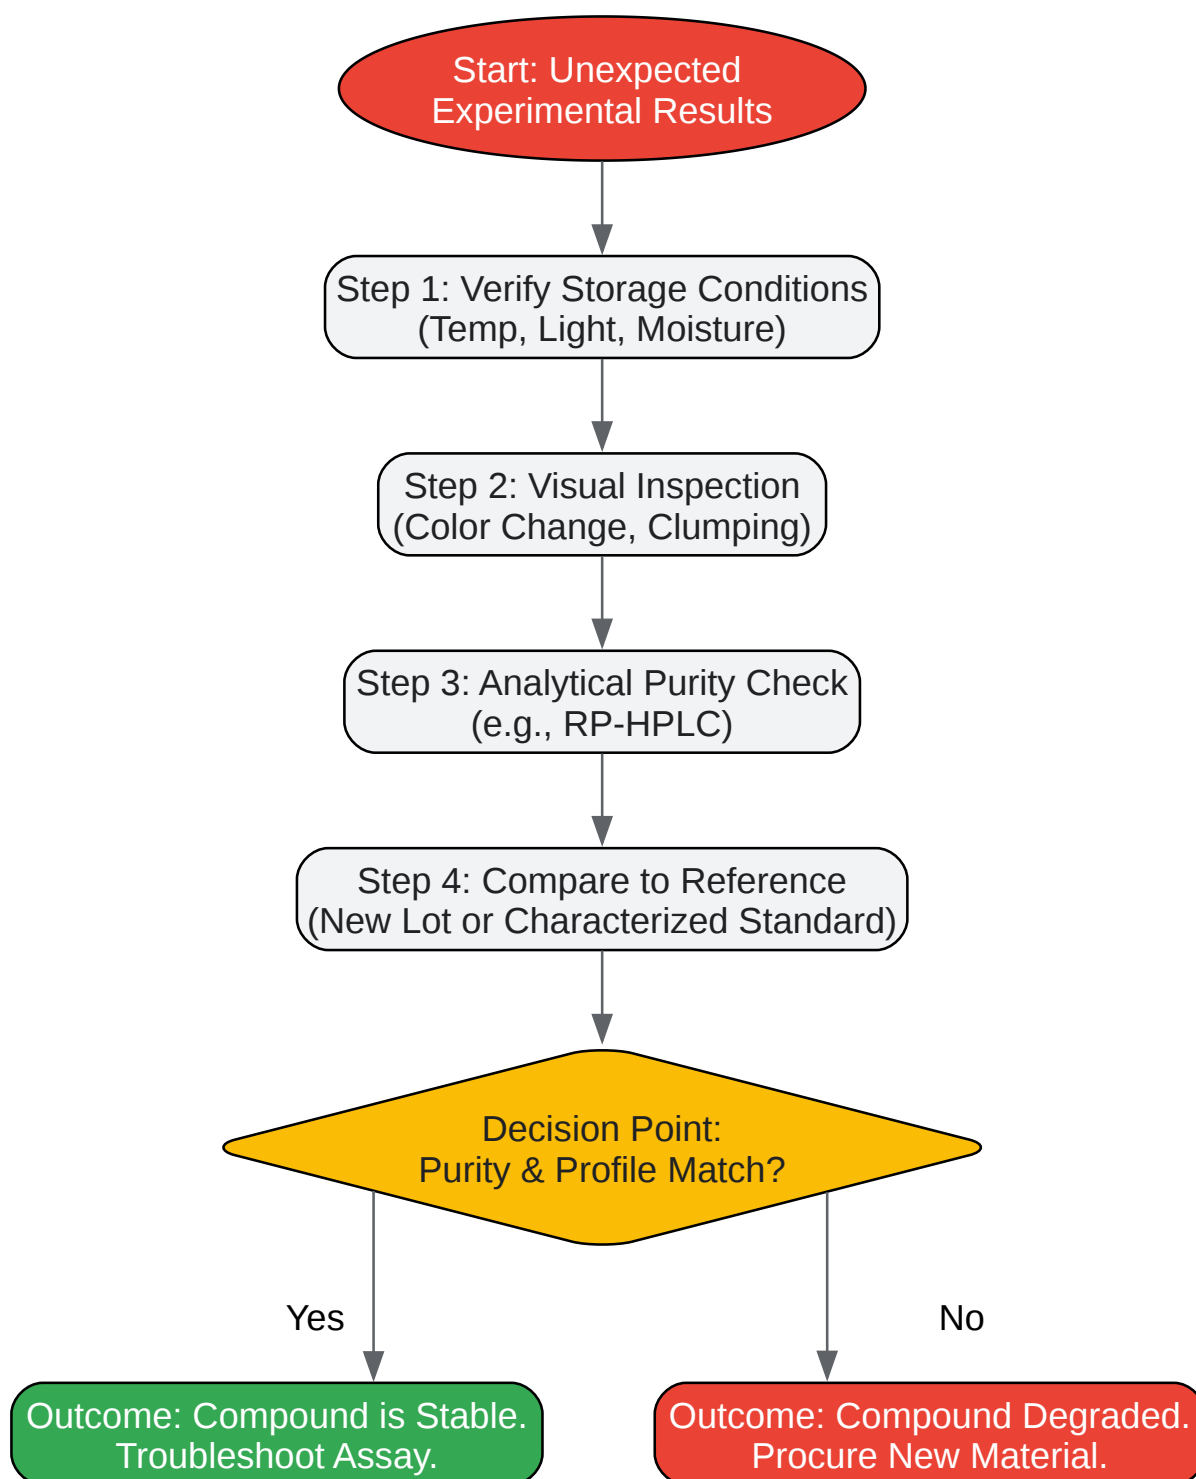 Start: Unexpected
Experimental Results
Step 1: Verify Storage Conditions
(Temp, Light, Moisture)
Step 2: Visual Inspection
(Color Change, Clumping)
Step 3: Analytical Purity Check
(e.g., RP-HPLC)
Step 4: Compare to Reference
(New Lot or Characterized Standard)
Decision Point:
Purity & Profile Match?
Yes
No
Outcome: Compound is Stable.
Troubleshoot Assay.
Outcome: Compound Degraded.
Procure New Material.